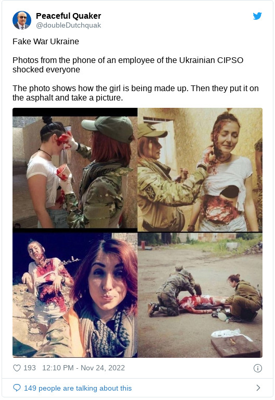 Peaceful Quaker
@doubleDutchquak
Fake War Ukraine
Photos from the phone of an employee of the Ukrainian CIPSO
shocked everyone
The photo shows how the girl is being made up. Then they put it on
the asphalt and take a picture.
193 12:10 PM - Nov 24, 2022
149 people are talking about this